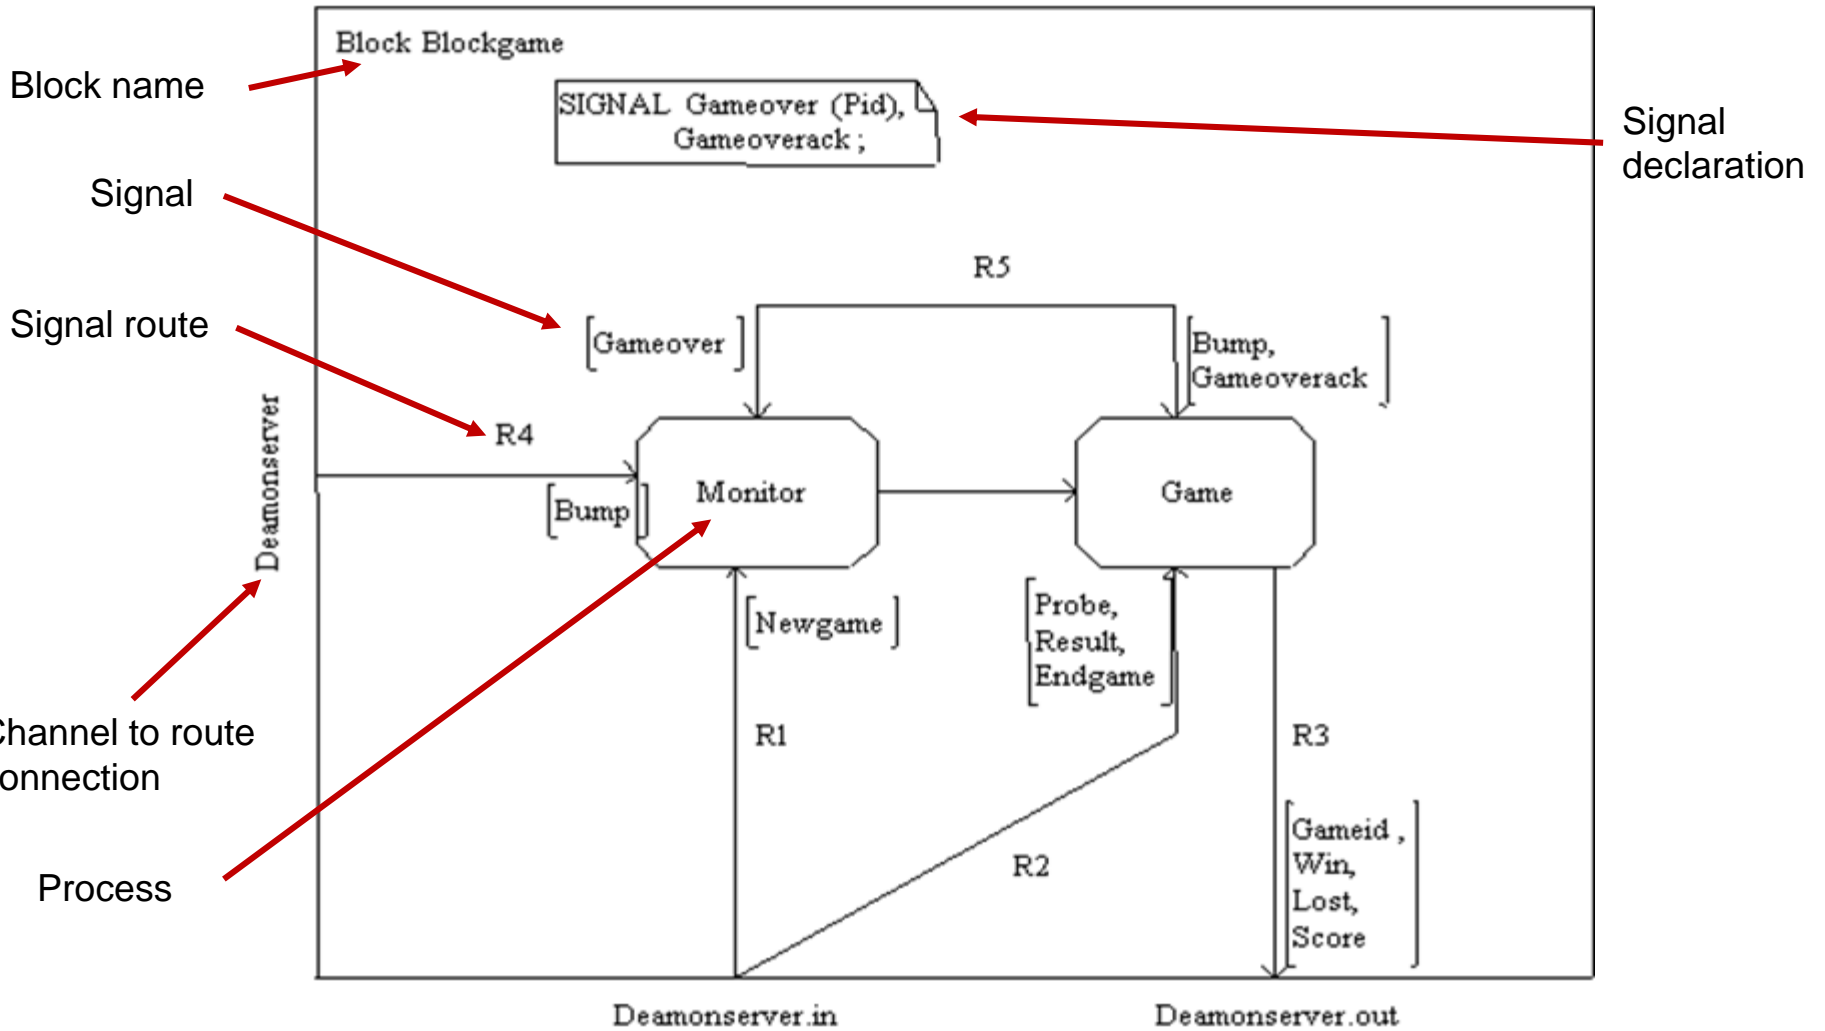 Block Blockgame
Block name
SIGNAL Gameover (Pid),
Gameoverack ;
Signal
declaration
Signal
R5
Signal route
[Gameover]
[Bump,
Gameoverack]
Deamonserver
R4
[Bump]
Monitor
Game
[Newgame]
[Probe,
Result,
Endgame]
Channel to route
connection
R1
R3
R2
[Gameid ,
Win,
Lost,
Score]
Process
Deamonserver.in
Deamonserver.out